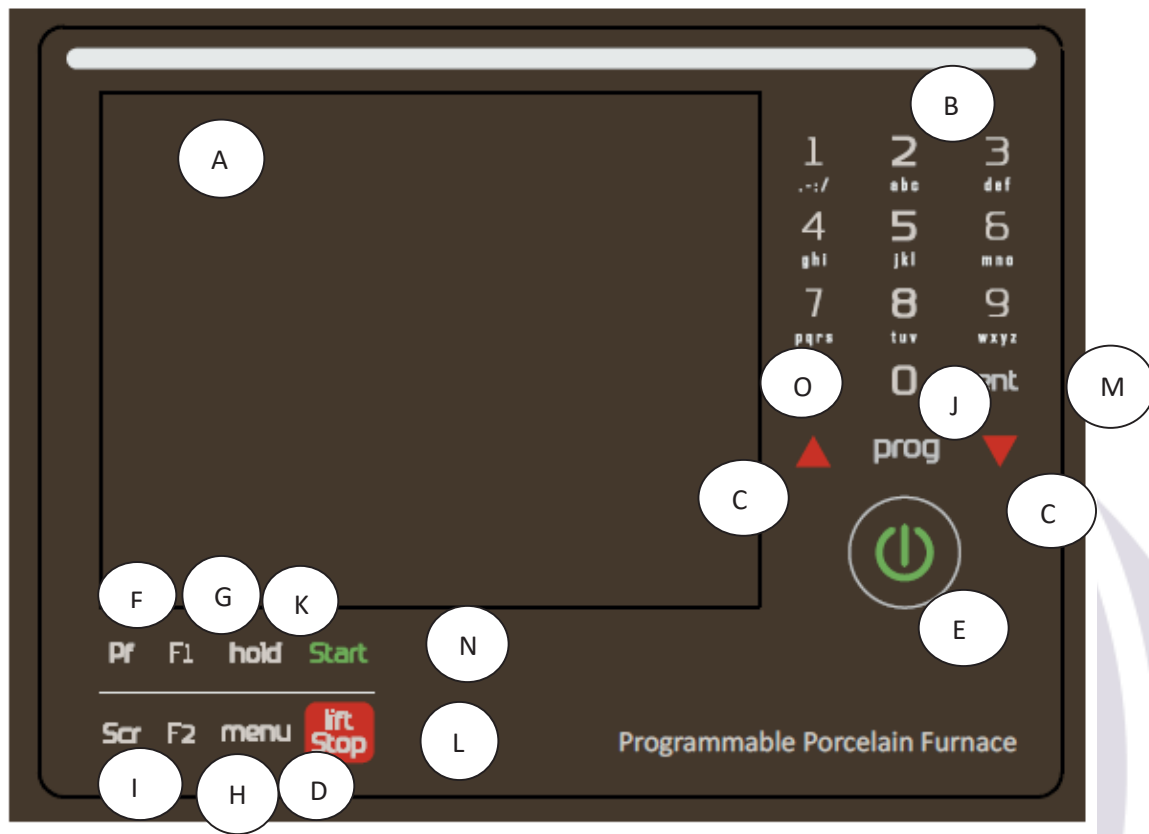 B
A
1 2 3
.-:/ abc def
4 5 6
ghi jkl mno
7 8 9
pqrs tuv wxyz
O 0 J ent M
prog
C C
F G K
E
N
Pf F1 hold Start
Scr F2 menu lift Stop
L
Programmable Porcelain Furnace
I H D